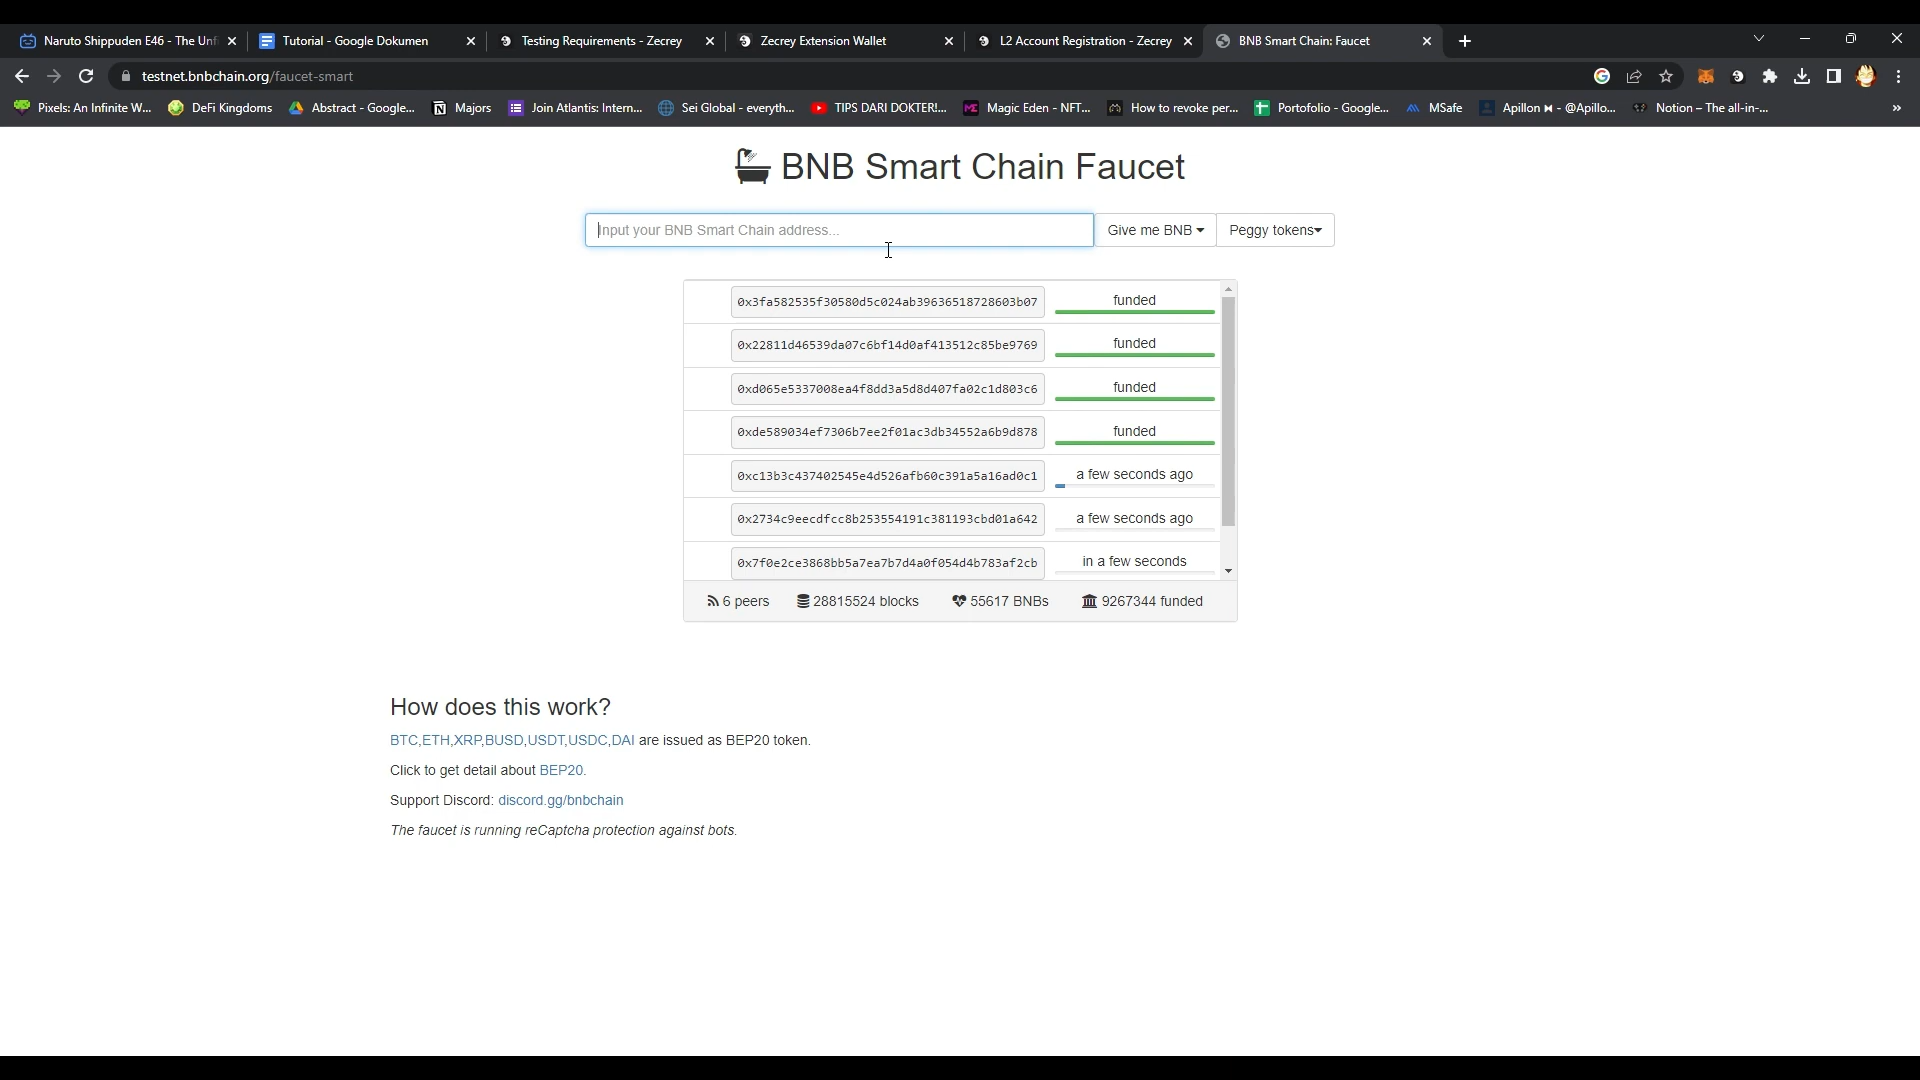 Naruto Shippuden E46 - The Unf
Tutorial - Google Dokumen
Testing Requirements - Zecrey
Zecrey Extension Wallet
L2 Account Registration - Zecrey
BNB Smart Chain: Faucet
testnet.bnbchain.org/faucet-smart
Pixels: An Infinite W...
DeFi Kingdoms
Abstract - Google...
Majors
Join Atlantis: Intern...
Sei Global - everyth...
TIPS DARI DOKTER!...
Magic Eden - NFT...
How to revoke per...
Portofolio - Google...
MSafe
Apillon ⧓ - @Apillo...
Notion – The all-in-...
BNB Smart Chain Faucet
Input your BNB Smart Chain address...
Give me BNB
Peggy tokens
0x3fa582535f30580d5c024ab39636518728603b07 funded
0x22811d46539da07c6bf14d0af413512c85be9769 funded
0xd065e5337008ea4f8dd3a5d8d407fa02c1d803c6 funded
0xde589034ef7306b7ee2f01ac3db34552a6b9d878 funded
0xc13b3c437402545e4d526afb60c391a5a16ad0c1 a few seconds ago
0x2734c9eecdfcc8b253554191c381193cbd01a642 a few seconds ago
0x7f0e2ce3868bb5a7ea7b7d4a0f054d4b783af2cb in a few seconds
6 peers 28815524 blocks 55617 BNBs 9267344 funded
How does this work?
BTC,ETH,XRP,BUSD,USDT,USDC,DAI are issued as BEP20 token.
Click to get detail about BEP20.
Support Discord: discord.gg/bnbchain
The faucet is running reCaptcha protection against bots.